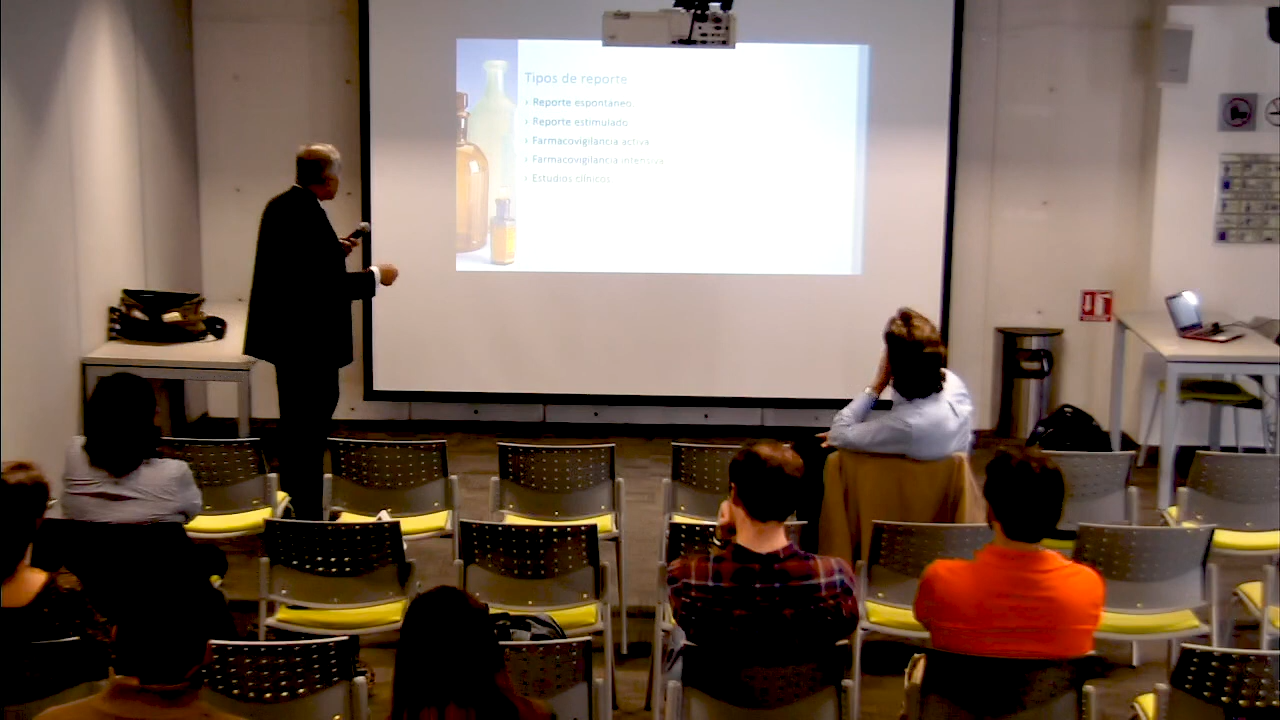 Tipos de reporte
› Reporte espontaneo
› Reporte estimulado
› Farmacovigilancia activa
› Farmacovigilancia intensiva
› Estudios clínicos